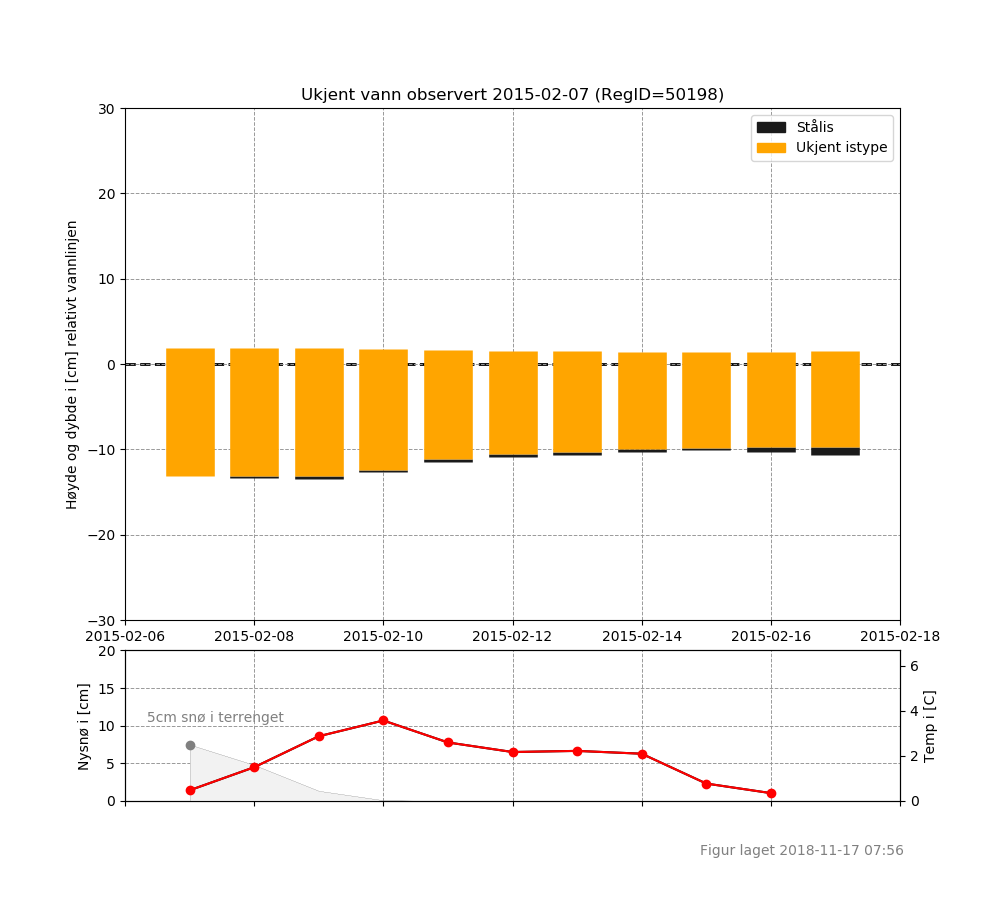 Ukjent vann observert 2015-02-07 (RegID=50198)
Høyde og dybde i [cm] relativt vannlinjen
30
20
10
0
−10
−20
−30
Stålis
Ukjent istype
2015-02-06 2015-02-08 2015-02-10 2015-02-12 2015-02-14 2015-02-16 2015-02-18
Nysnø i [cm]
20
15
10
5
0
5cm snø i terrenget
6
4
2
0
Temp i [C]
Figur laget 2018-11-17 07:56